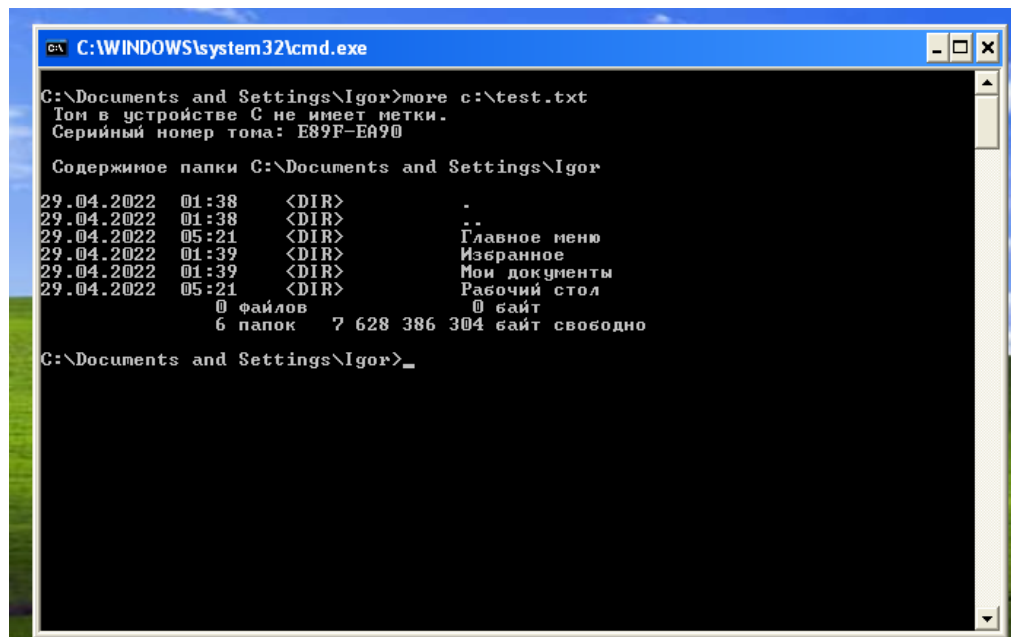 C:\WINDOWS\system32\cmd.exe
C:\Documents and Settings\Igor>more c:\test.txt
Том в устройстве C не имеет метки.
Серийный номер тома: E89F-EA90
Содержимое папки C:\Documents and Settings\Igor
29.04.2022 01:38 <DIR> .
29.04.2022 01:38 <DIR> ..
29.04.2022 05:21 <DIR> Главное меню
29.04.2022 01:39 <DIR> Избранное
29.04.2022 01:39 <DIR> Мои документы
29.04.2022 05:21 <DIR> Рабочий стол
0 файлов 0 байт
6 папок 7 628 386 304 байт свободно
C:\Documents and Settings\Igor>_